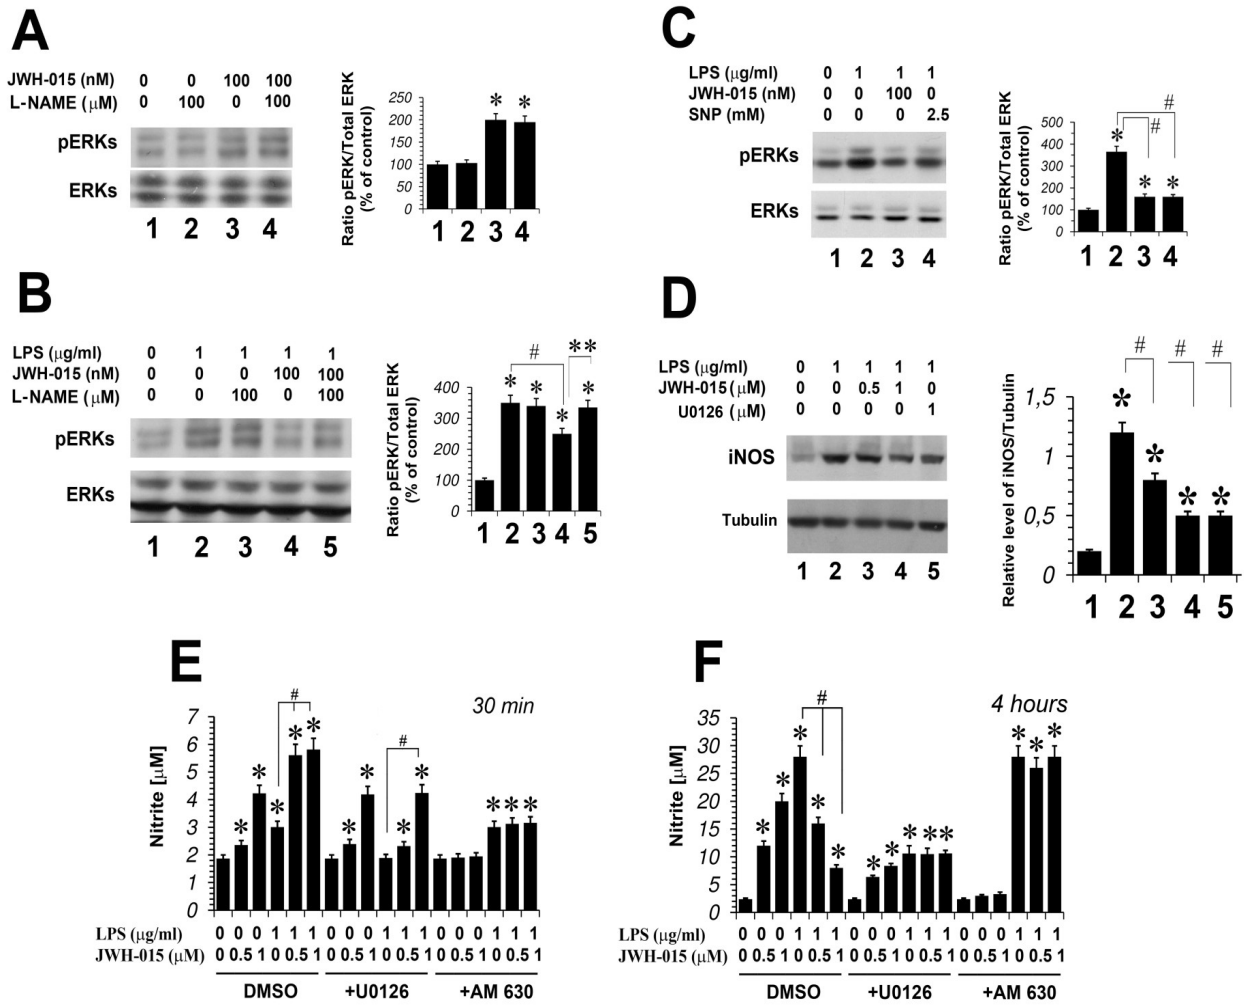 A
JWH-015 (nM) 0 0 100 100
L-NAME (μM) 0 100 0 100
pERKs
ERKs
1 2 3 4
Ratio pERK/Total ERK
(% of control)
250
200
150
100
50
0
* *
1 2 3 4
B
LPS (μg/ml) 0 1 1 1 1
JWH-015 (nM) 0 0 0 100 100
L-NAME (μM) 0 0 100 0 100
pERKs
ERKs
1 2 3 4 5
Ratio pERK/Total ERK
(% of control)
400
300
200
100
0
# **
* * * *
1 2 3 4 5
C
LPS (μg/ml) 0 1 1 1
JWH-015 (nM) 0 0 100 0
SNP (mM) 0 0 0 2.5
pERKs
ERKs
1 2 3 4
Ratio pERK/Total ERK
(% of control)
500
400
300
200
100
0
#
#
* * *
1 2 3 4
D
LPS (μg/ml) 0 1 1 1 1
JWH-015 (μM) 0 0 0.5 1 0
U0126 (μM) 0 0 0 0 1
iNOS
Tubulin
1 2 3 4 5
Relative level of iNOS/Tubulin
1,5
1
0,5
0
# # #
* * * *
1 2 3 4 5
E
30 min
Nitrite [μM]
7
6
5
4
3
2
1
0
# #
* * * * * * * * * * * *
LPS (μg/ml) 0 0 0 1 1 1 0 0 0 1 1 1 0 0 0 1 1 1
JWH-015 (μM) 0 0.5 1 0 0.5 1 0 0.5 1 0 0.5 1 0 0.5 1 0 0.5 1
DMSO +U0126 +AM 630
F
4 hours
Nitrite [μM]
35
30
25
20
15
10
5
0
#
* * * * * * * * * * * * *
LPS (μg/ml) 0 0 0 1 1 1 0 0 0 1 1 1 0 0 0 1 1 1
JWH-015 (μM) 0 0.5 1 0 0.5 1 0 0.5 1 0 0.5 1 0 0.5 1 0 0.5 1
DMSO +U0126 +AM 630